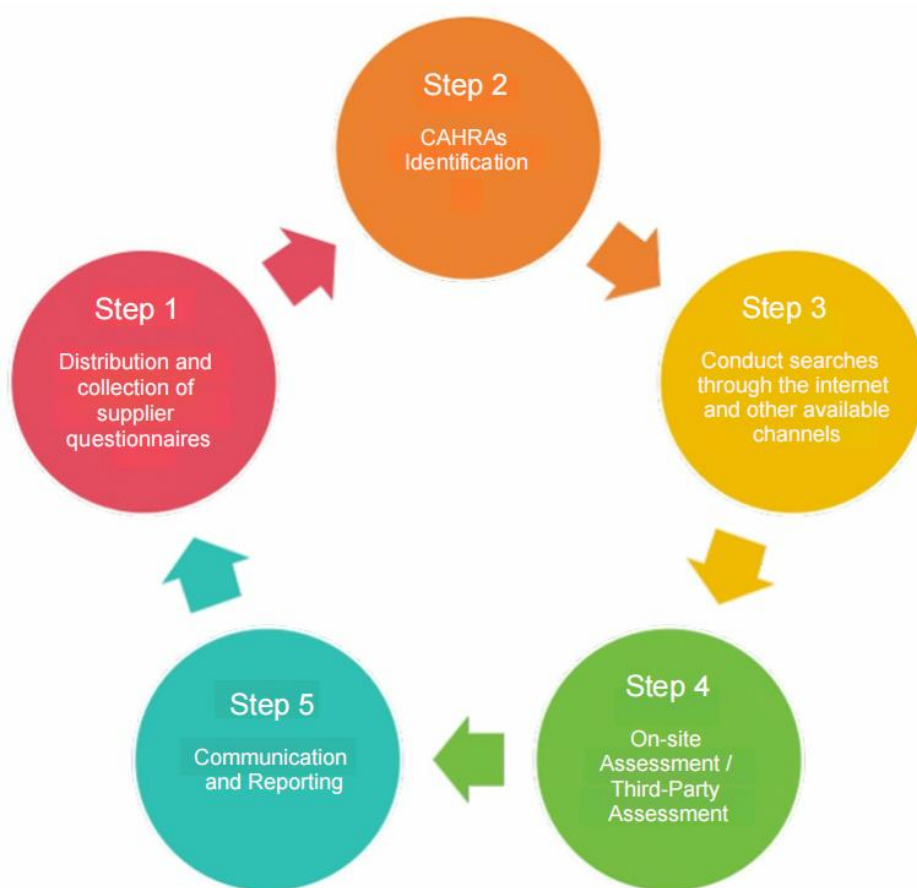 Step 1
Distribution and
collection of
supplier
questionnaires
Step 2
CAHRAs
Identification
Step 3
Conduct searches
through the internet
and other available
channels
Step 4
On-site
Assessment /
Third-Party
Assessment
Step 5
Communication
and Reporting